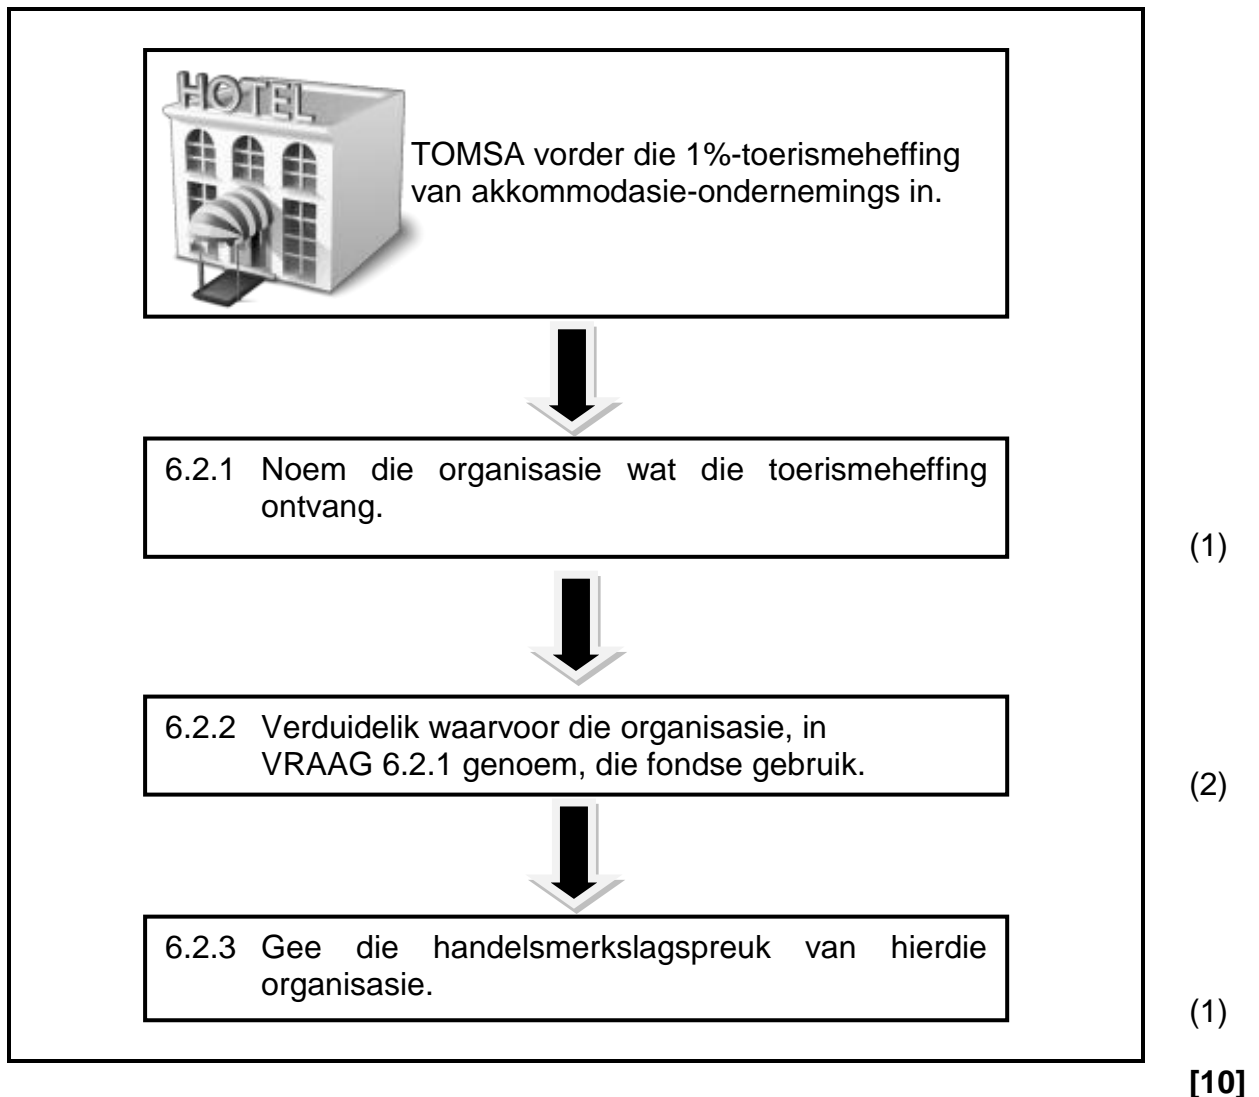 HOTEL
TOMSA vorder die 1%-toerismeheffing
van akkommodasie-ondernemings in.
6.2.1 Noem die organisasie wat die toerismeheffing
ontvang.
(1)
6.2.2 Verduidelik waarvoor die organisasie, in
VRAAG 6.2.1 genoem, die fondse gebruik.
(2)
6.2.3 Gee die handelsmerkslagspreuk van hierdie
organisasie.
(1)
[10]